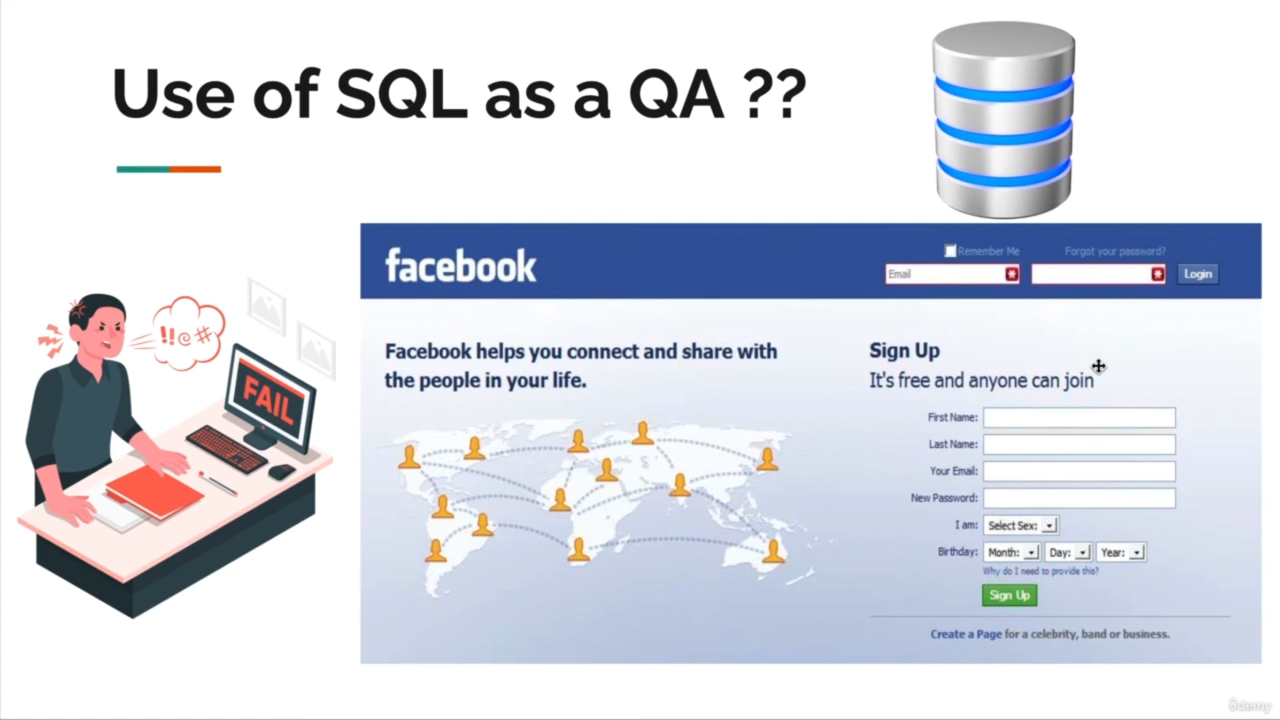 Use of SQL as a QA ??
facebook
Remember Me
Forgot your password?
Email
Login
!!@#
FAIL
Facebook helps you connect and share with
the people in your life.
Sign Up
It's free and anyone can join
First Name:
Last Name:
Your Email:
New Password:
I am: Select Sex:
Birthday: Month: Day: Year:
Why do I need to provide this?
Sign Up
Create a Page for a celebrity, band or business.
ûdemy